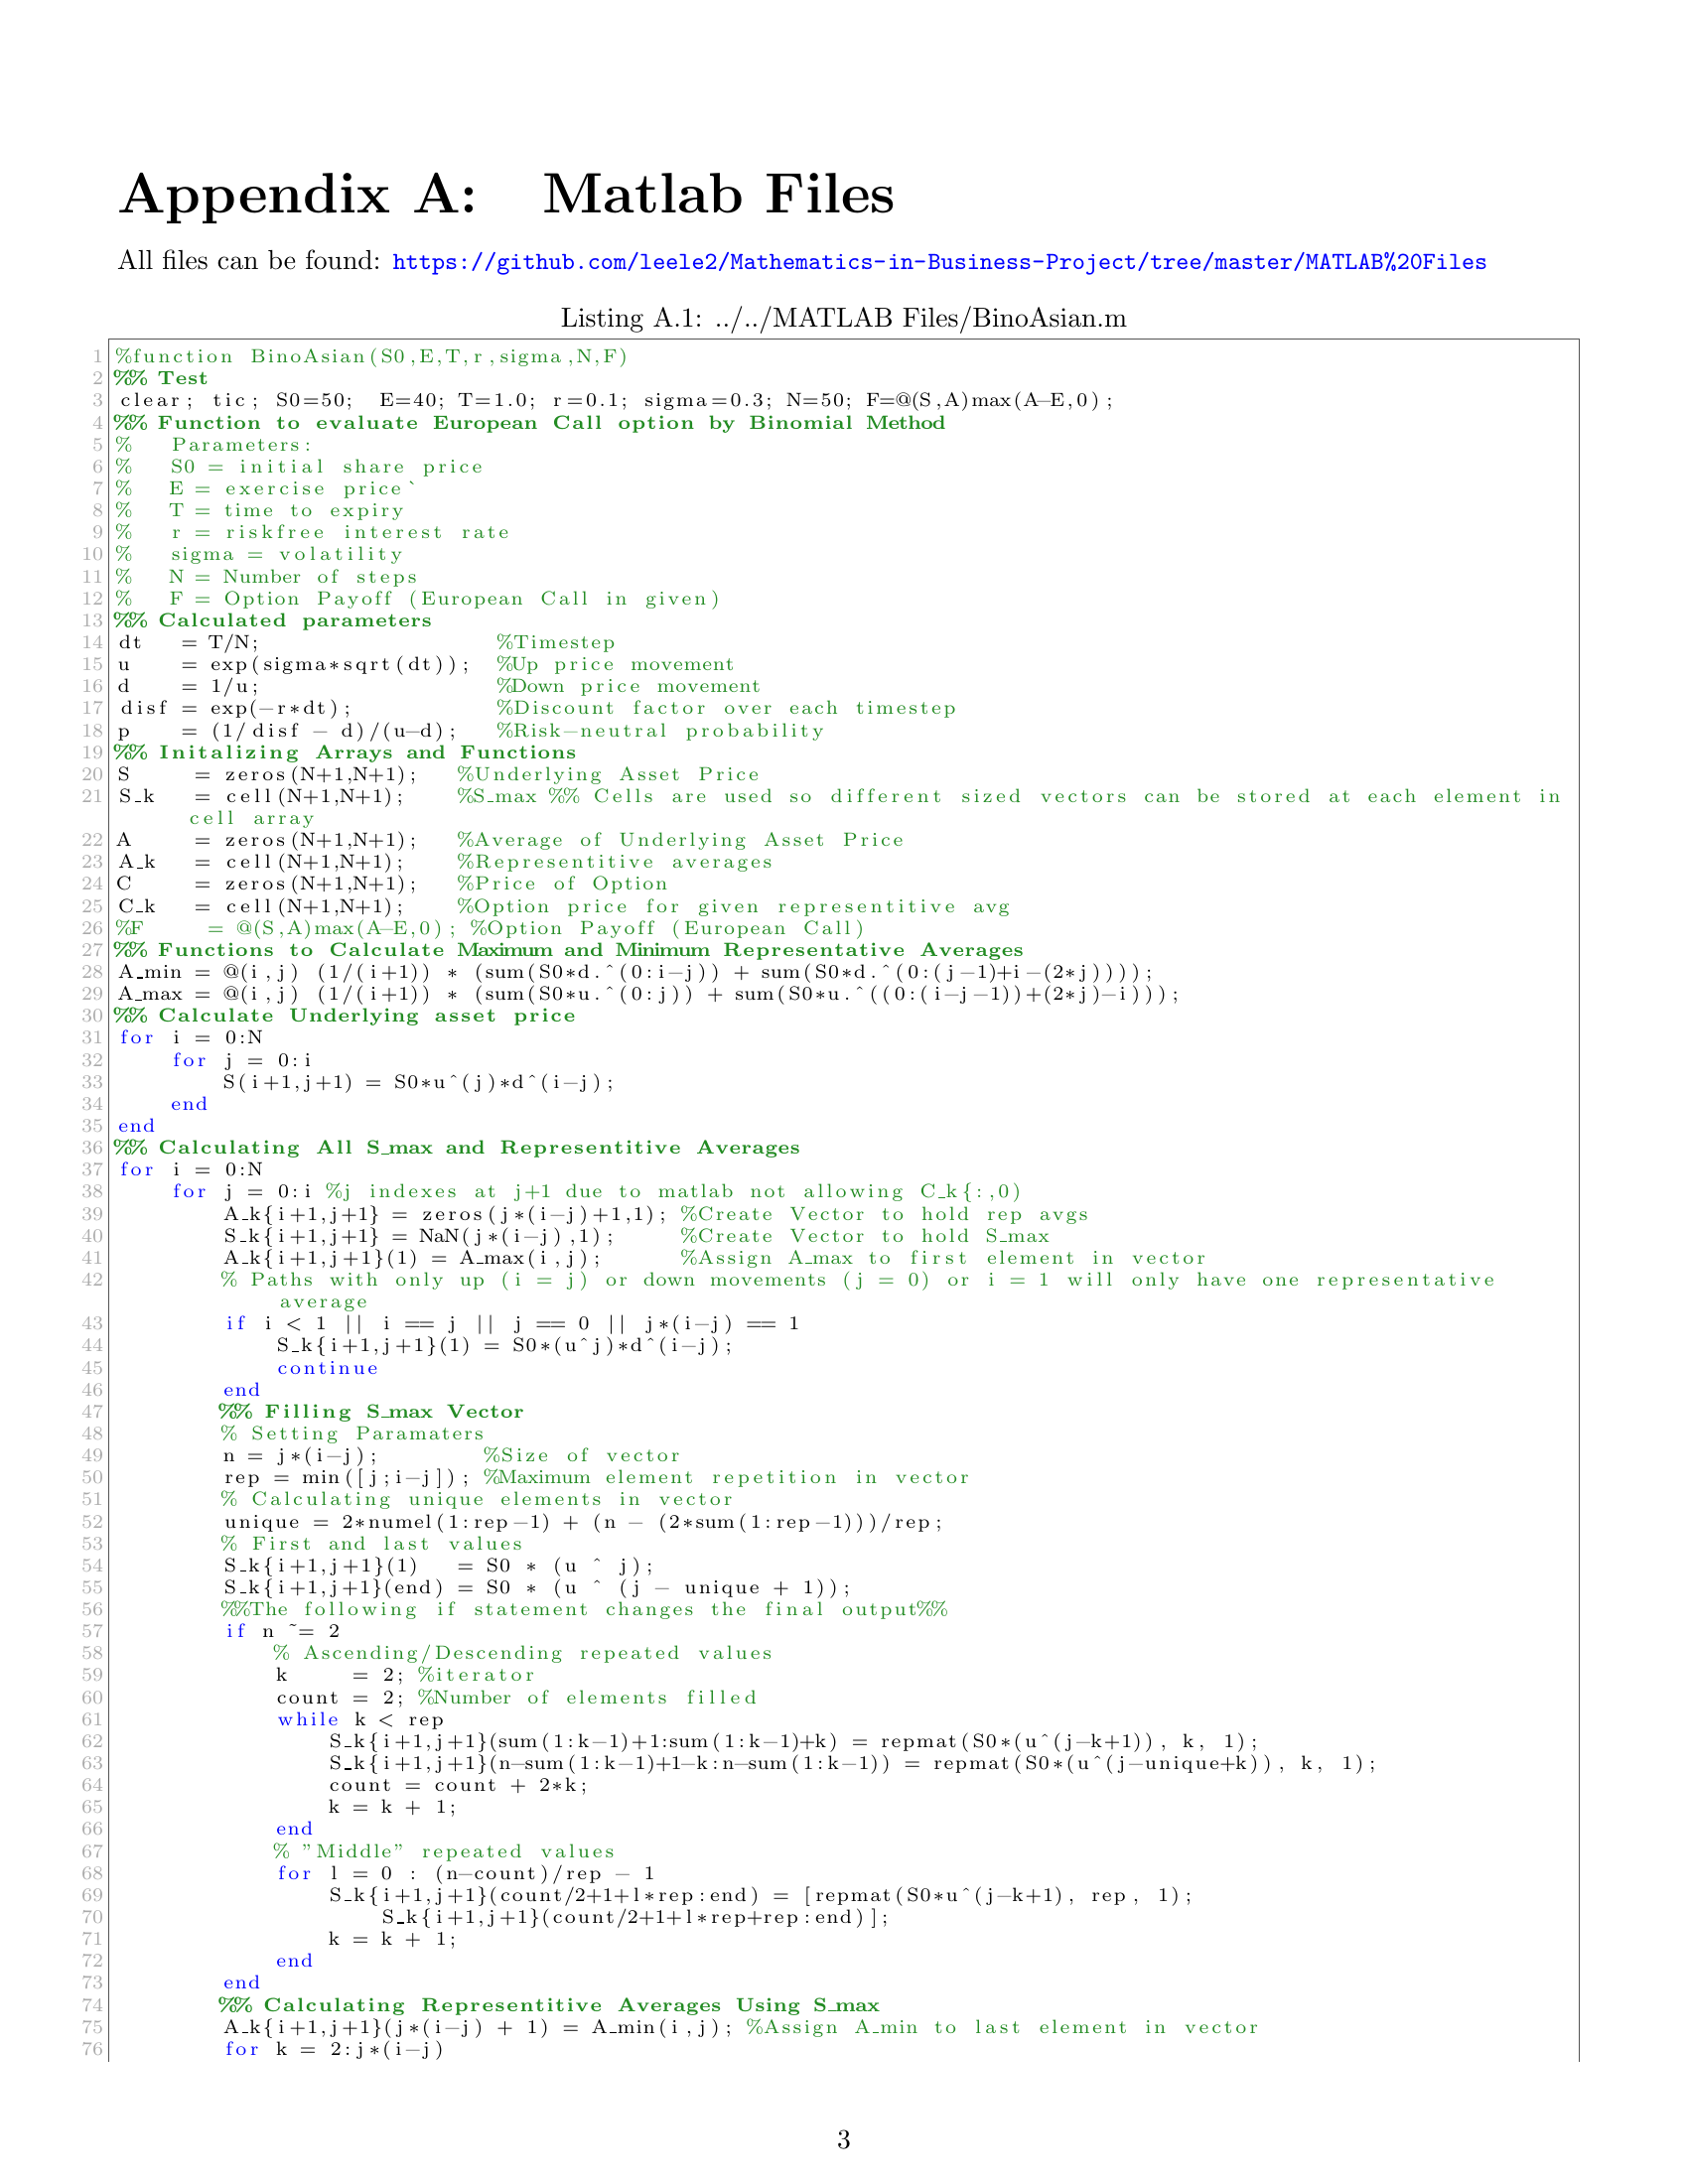 Appendix A: Matlab Files
All files can be found: https://github.com/leele2/Mathematics-in-Business-Project/tree/master/MATLAB%20Files
Listing A.1: ../../MATLAB Files/BinoAsian.m
1 %function BinoAsian(S0,E,T,r,sigma,N,F)
2 %% Test
3 clear; tic; S0=50;  E=40; T=1.0; r=0.1; sigma=0.3; N=50; F=@(S,A)max(A-E,0);
4 %% Function to evaluate European Call option by Binomial Method
5 %   Parameters:
6 %   S0 = initial share price
7 %   E = exercise price`
8 %   T = time to expiry
9 %   r = riskfree interest rate
10 %   sigma = volatility
11 %   N = Number of steps
12 %   F = Option Payoff (European Call in given)
13 %% Calculated parameters
14 dt   = T/N;                  %Timestep
15 u    = exp(sigma*sqrt(dt));  %Up price movement
16 d    = 1/u;                  %Down price movement
17 disf = exp(-r*dt);           %Discount factor over each timestep
18 p    = (1/disf - d)/(u-d);   %Risk-neutral probability
19 %% Initalizing Arrays and Functions
20 S     = zeros(N+1,N+1);   %Underlying Asset Price
21 S_k   = cell(N+1,N+1);    %S_max %% Cells are used so different sized vectors can be stored at each element in
cell array
22 A     = zeros(N+1,N+1);   %Average of Underlying Asset Price
23 A_k   = cell(N+1,N+1);    %Representitive averages
24 C     = zeros(N+1,N+1);   %Price of Option
25 C_k   = cell(N+1,N+1);    %Option price for given representitive avg
26 %F     = @(S,A)max(A-E,0); %Option Payoff (European Call)
27 %% Functions to Calculate Maximum and Minimum Representative Averages
28 A_min = @(i,j) (1/(i+1)) * (sum(S0*d.^(0:i-j)) + sum(S0*d.^(0:(j-1)+i-(2*j))));
29 A_max = @(i,j) (1/(i+1)) * (sum(S0*u.^(0:j)) + sum(S0*u.^((0:(i-j-1))+(2*j)-i)));
30 %% Calculate Underlying asset price
31 for i = 0:N
32     for j = 0:i
33         S(i+1,j+1) = S0*u^(j)*d^(i-j);
34     end
35 end
36 %% Calculating All S_max and Representitive Averages
37 for i = 0:N
38     for j = 0:i %j indexes at j+1 due to matlab not allowing C_k{:,0)
39         A_k{i+1,j+1} = zeros(j*(i-j)+1,1); %Create Vector to hold rep avgs
40         S_k{i+1,j+1} = NaN(j*(i-j),1);     %Create Vector to hold S_max
41         A_k{i+1,j+1}(1) = A_max(i,j);      %Assign A_max to first element in vector
42         % Paths with only up (i = j) or down movements (j = 0) or i = 1 will only have one representative
average
43         if i < 1 || i == j || j == 0 || j*(i-j) == 1
44             S_k{i+1,j+1}(1) = S0*(u^j)*d^(i-j);
45             continue
46         end
47         %% Filling S_max Vector
48         % Setting Paramaters
49         n = j*(i-j);        %Size of vector
50         rep = min([j;i-j]); %Maximum element repetition in vector
51         % Calculating unique elements in vector
52         unique = 2*numel(1:rep-1) + (n - (2*sum(1:rep-1)))/rep;
53         % First and last values
54         S_k{i+1,j+1}(1)   = S0 * (u ^ j);
55         S_k{i+1,j+1}(end) = S0 * (u ^ (j - unique + 1));
56         %%The following if statement changes the final output%%
57         if n ~= 2
58             % Ascending/Descending repeated values
59             k     = 2; %iterator
60             count = 2; %Number of elements filled
61             while k < rep
62                 S_k{i+1,j+1}(sum(1:k-1)+1:sum(1:k-1)+k) = repmat(S0*(u^(j-k+1)), k, 1);
63                 S_k{i+1,j+1}(n-sum(1:k-1)+1-k:n-sum(1:k-1)) = repmat(S0*(u^(j-unique+k)), k, 1);
64                 count = count + 2*k;
65                 k = k + 1;
66             end
67             % "Middle" repeated values
68             for l = 0 : (n-count)/rep - 1
69                 S_k{i+1,j+1}(count/2+1+l*rep:end) = [repmat(S0*u^(j-k+1), rep, 1);
70                     S_k{i+1,j+1}(count/2+1+l*rep+rep:end)];
71                 k = k + 1;
72             end
73         end
74         %% Calculating Representitive Averages Using S_max
75         A_k{i+1,j+1}(j*(i-j) + 1) = A_min(i,j); %Assign A_min to last element in vector
76         for k = 2:j*(i-j)
3